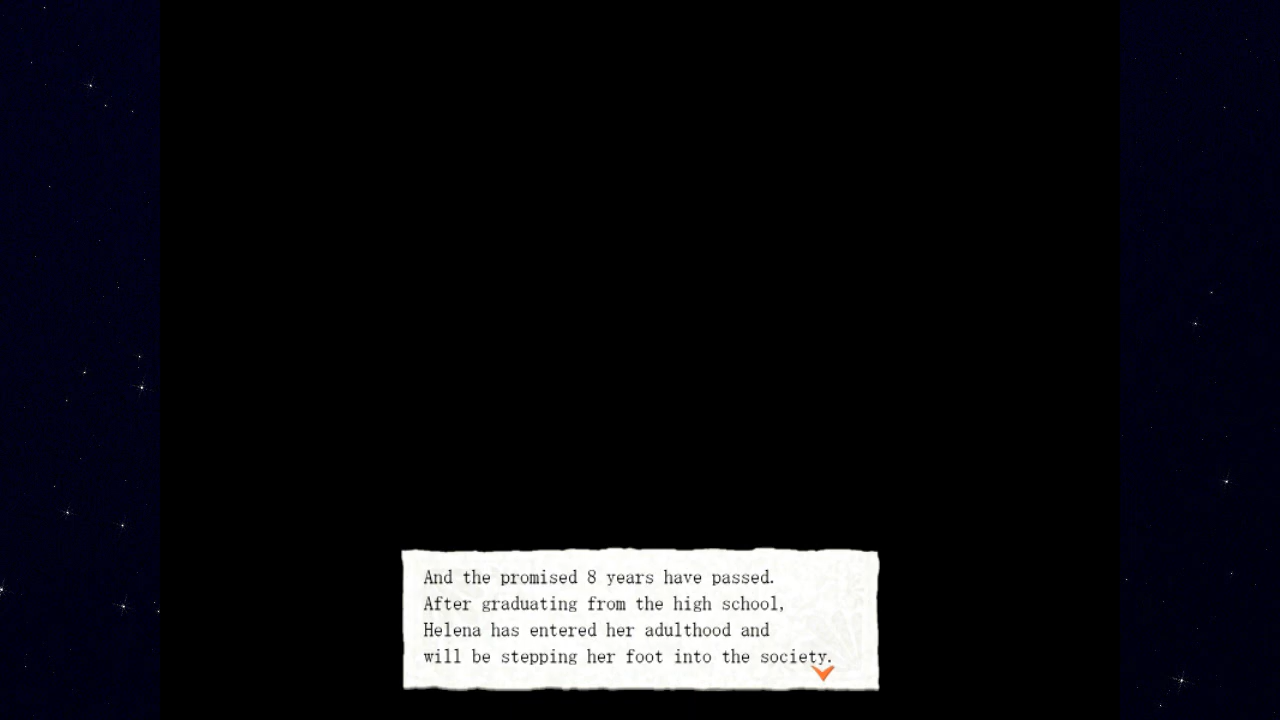 And the promised 8 years have passed.
After graduating from the high school,
Helena has entered her adulthood and
will be stepping her foot into the society.